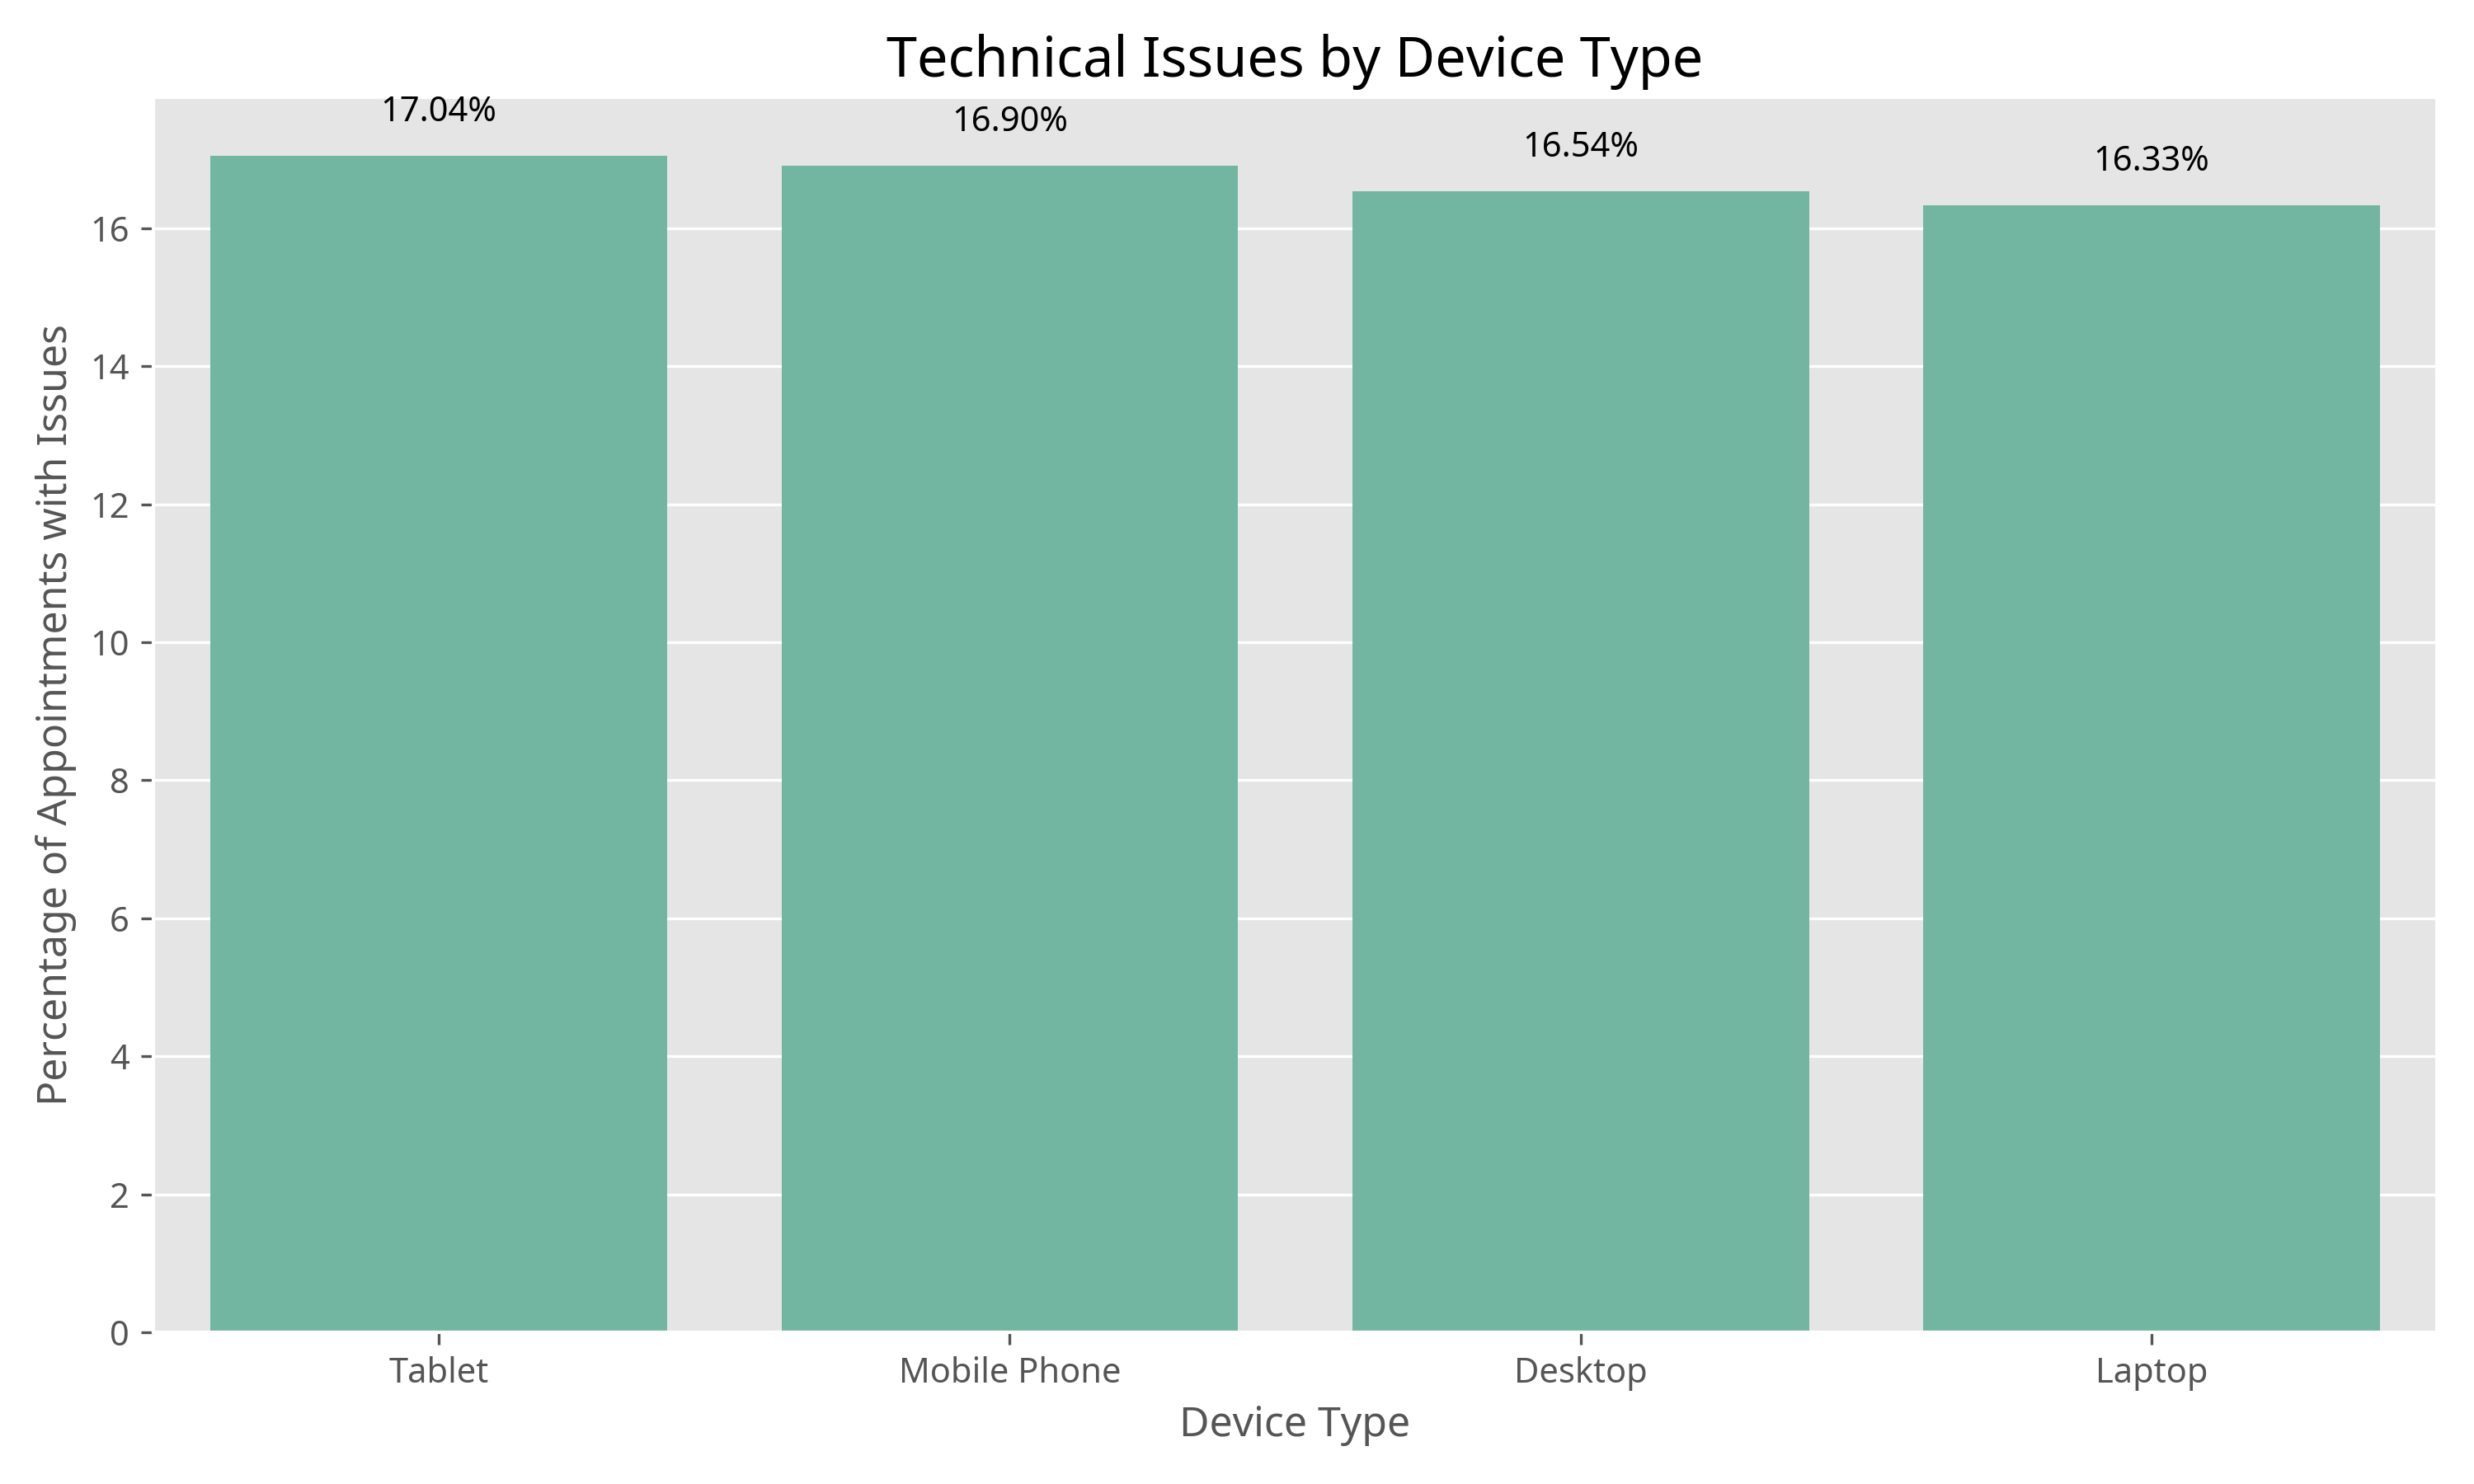 Technical Issues by Device Type
17.04%
16.90%
16.54%
16.33%
Percentage of Appointments with Issues
16
14
12
10
8
6
4
2
0
Tablet
Mobile Phone
Desktop
Laptop
Device Type